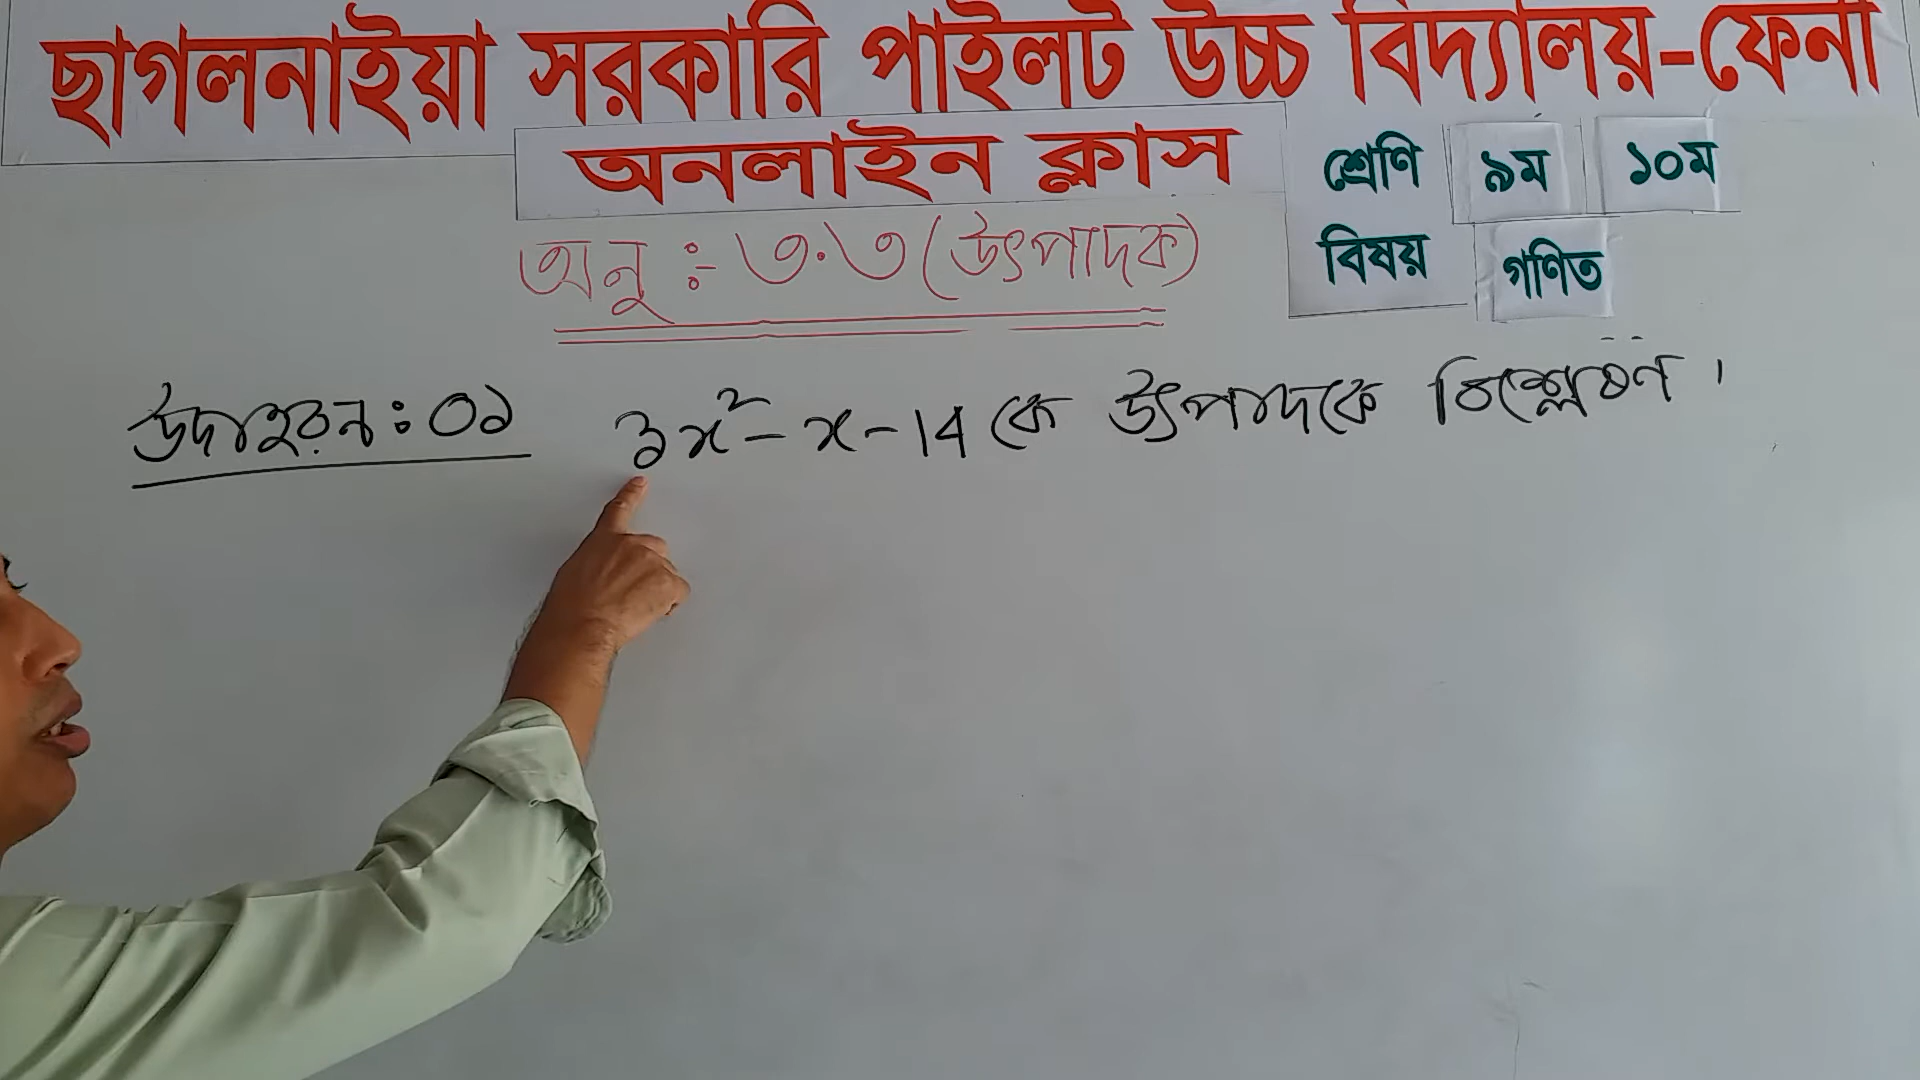 ছাগলনাইয়া সরকারি পাইলট উচ্চ বিদ্যালয়-ফেনী
অনলাইন ক্লাস
শ্রেণি ৯ম ১০ম
বিষয় গণিত
অনু :- ৩.৩ (উৎপাদক)
উদাহরন : ০১ 3x² - x - 14 কে উৎপাদকে বিশ্লেষণ।